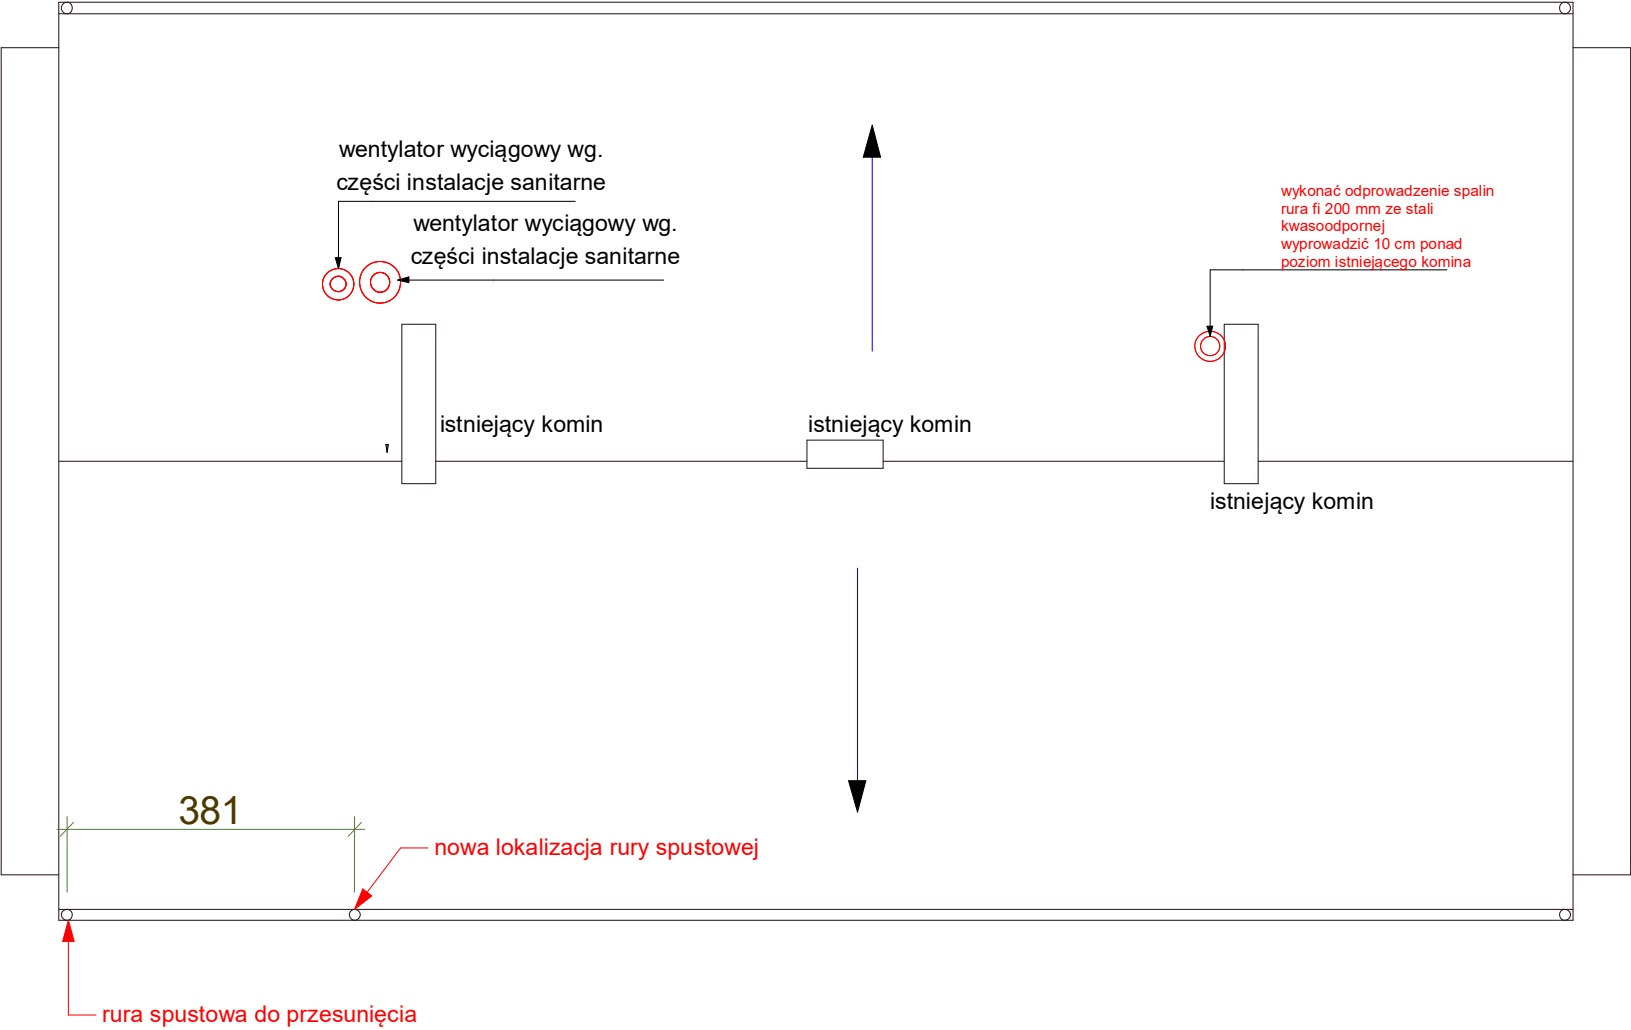 wentylator wyciągowy wg.
części instalacje sanitarne
wentylator wyciągowy wg.
części instalacje sanitarne
wykonać odprowadzenie spalin
rura fi 200 mm ze stali
kwasoodpornej
wyprowadzić 10 cm ponad
poziom istniejącego komina
istniejący komin
istniejący komin
istniejący komin
381
nowa lokalizacja rury spustowej
rura spustowa do przesunięcia